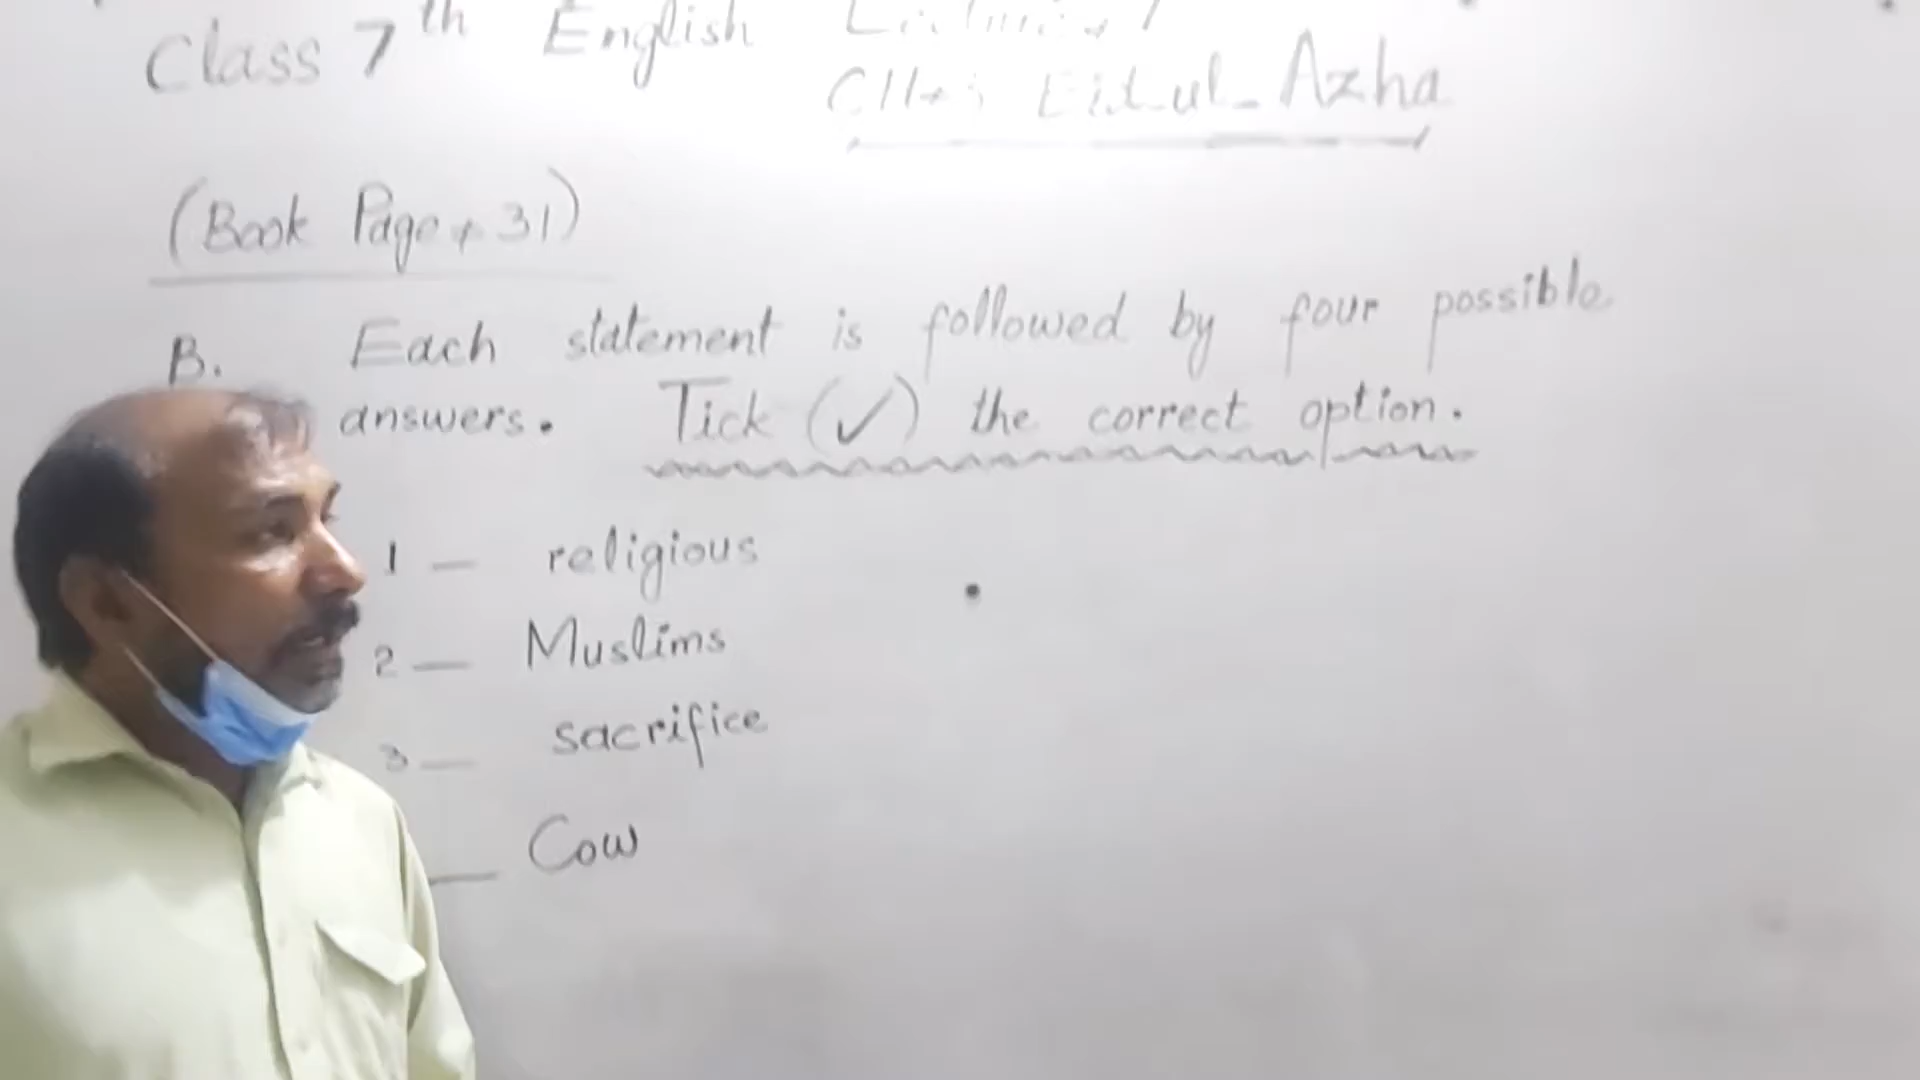 Class 7th English
Eid-ul-Azha
(Book Page # 31)
B. Each statement is followed by four possible
answers. Tick (✓) the correct option.
1 — religious
2 — Muslims
3 — sacrifice
— Cow